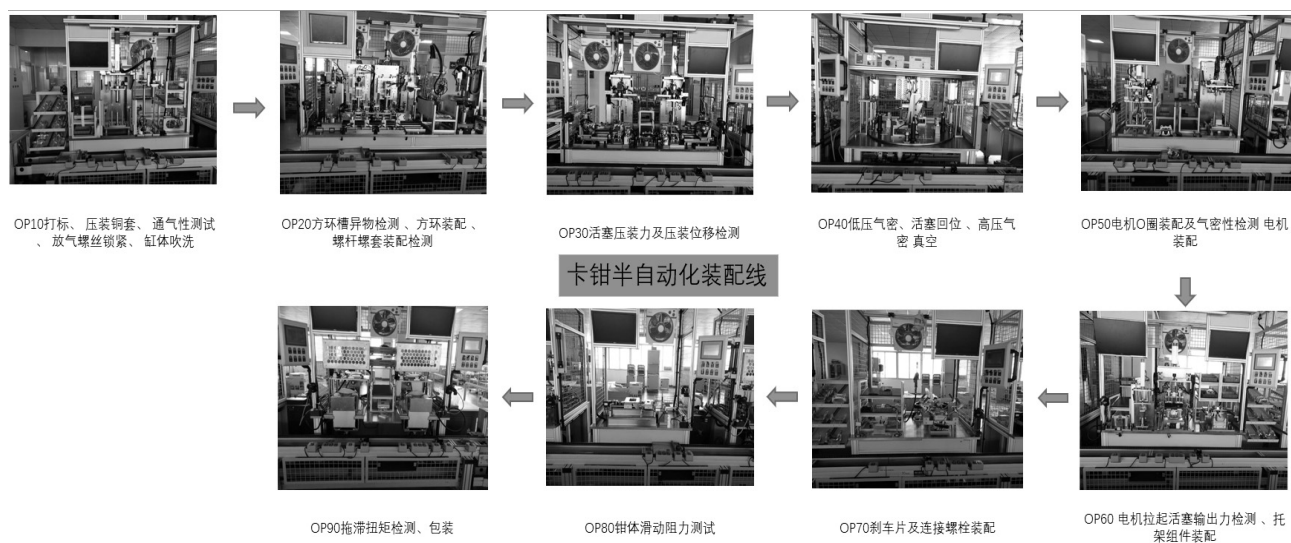 OP10打标、 压装铜套、 通气性测试
、 放气螺丝锁紧、 缸体吹洗
OP20方环槽异物检测 、方环装配 、
螺杆螺套装配检测
OP30活塞压装力及压装位移检测
OP40低压气密、活塞回位 、高压气
密 真空
OP50电机O圈装配及气密性检测 电机
装配
卡钳半自动化装配线
OP90拖滞扭矩检测、包装
OP80钳体滑动阻力测试
OP70刹车片及连接螺栓装配
OP60 电机拉起活塞输出力检测 、托
架组件装配